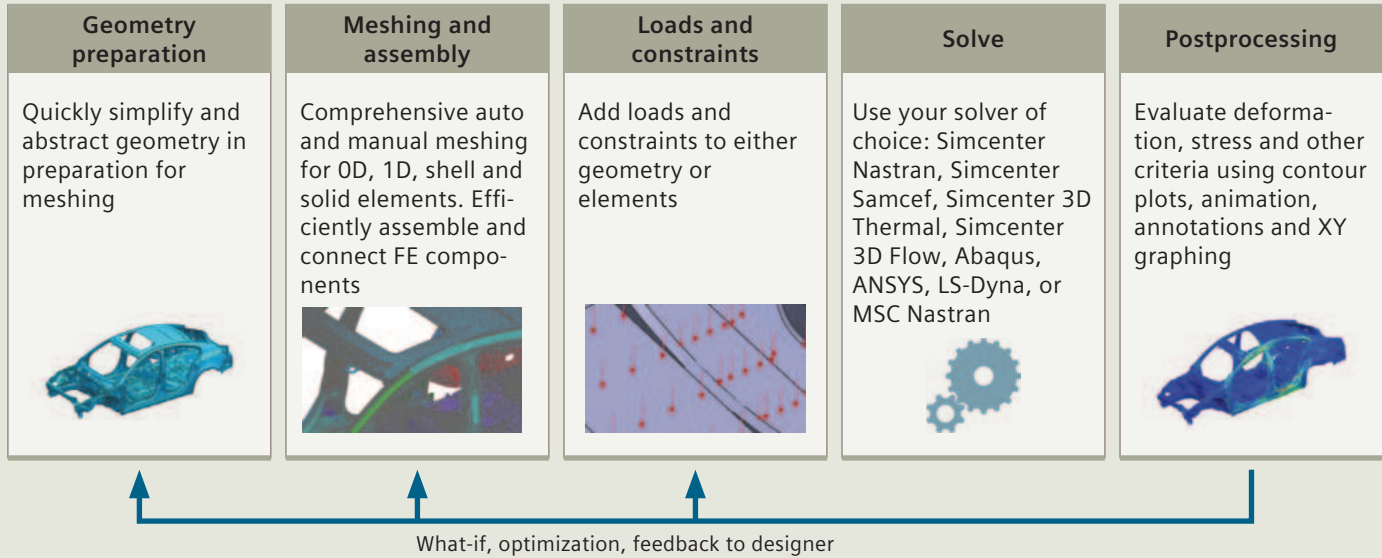 Geometry
preparation
Quickly simplify and
abstract geometry in
preparation for
meshing
Meshing and
assembly
Comprehensive auto
and manual meshing
for 0D, 1D, shell and
solid elements. Effi-
ciently assemble and
connect FE compo-
nents
Loads and
constraints
Add loads and
constraints to either
geometry or
elements
Solve
Use your solver of
choice: Simcenter
Nastran, Simcenter
Samcef, Simcenter 3D
Thermal, Simcenter
3D Flow, Abaqus,
ANSYS, LS-Dyna, or
MSC Nastran
Postprocessing
Evaluate deforma-
tion, stress and other
criteria using contour
plots, animation,
annotations and XY
graphing
What-if, optimization, feedback to designer